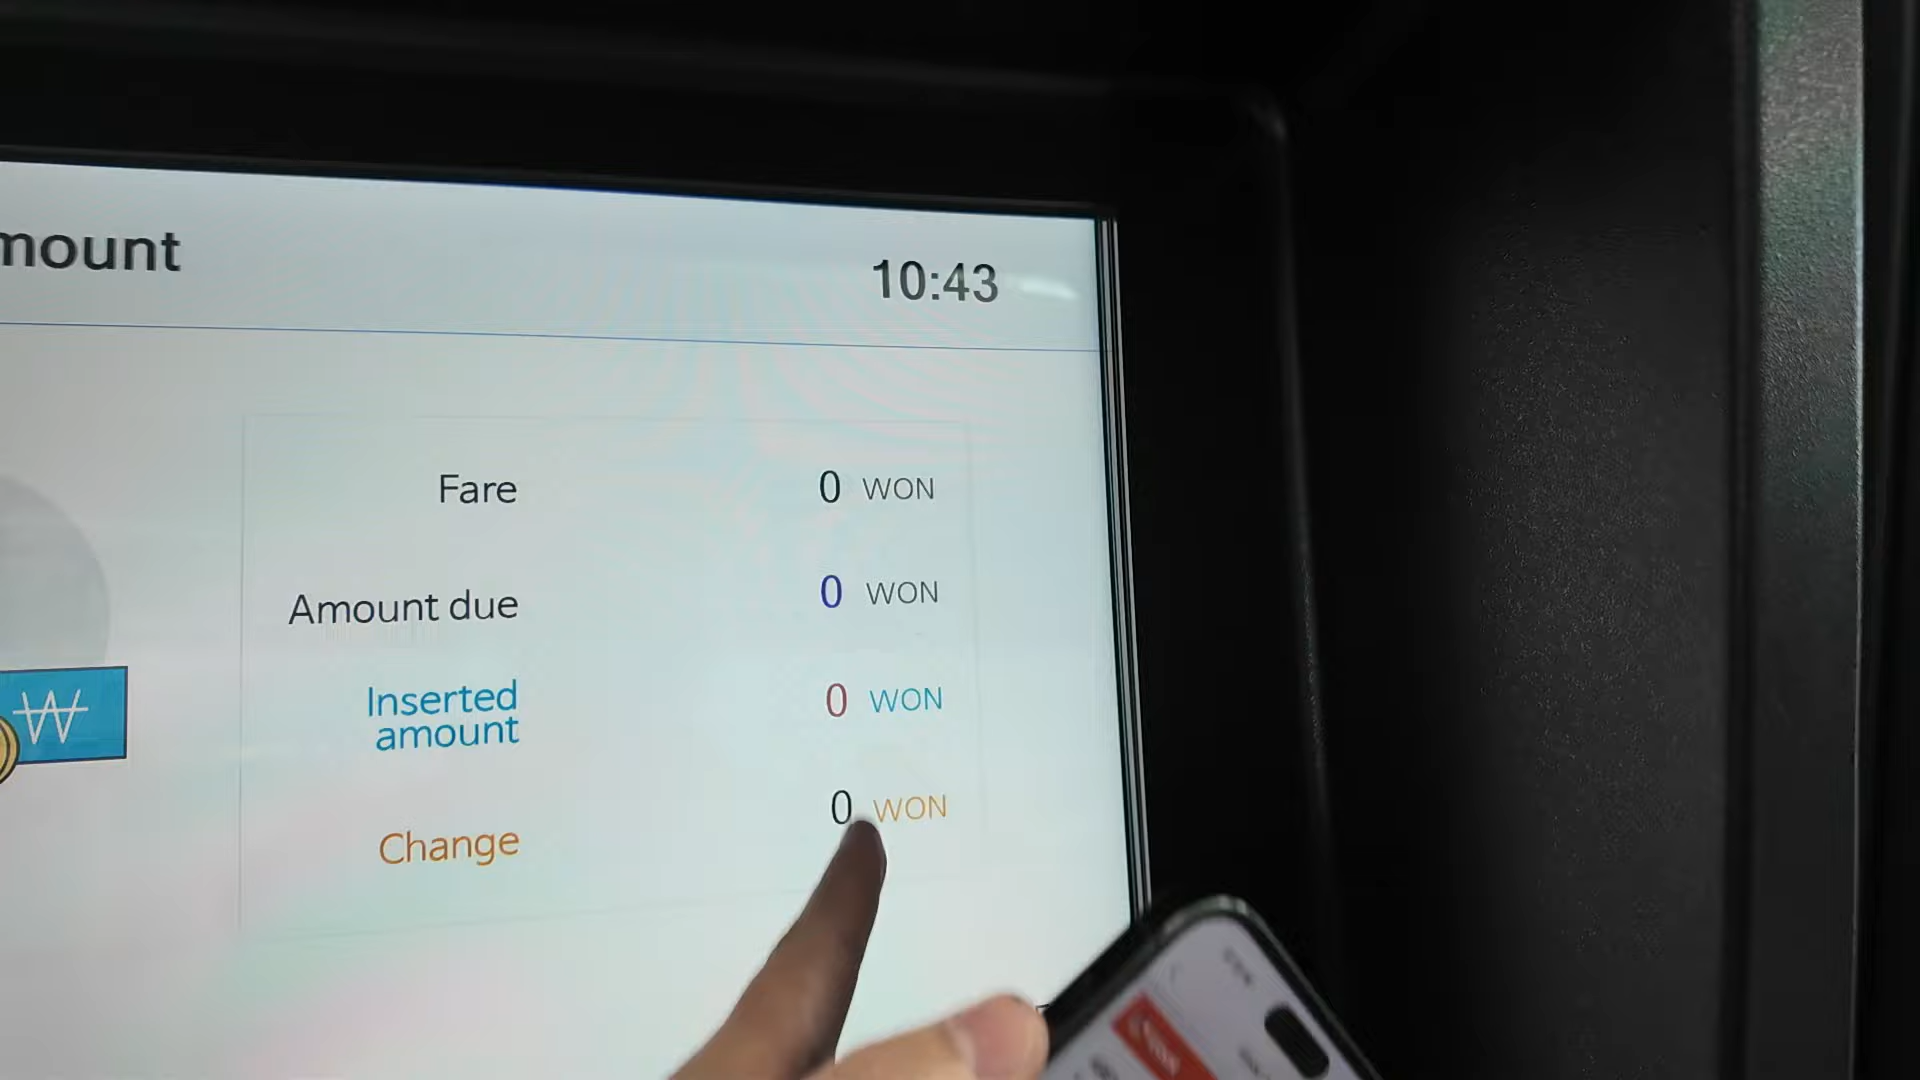 mount
10:43
Fare 0 WON
Amount due 0 WON
Inserted
amount 0 WON
Change 0 WON
₩